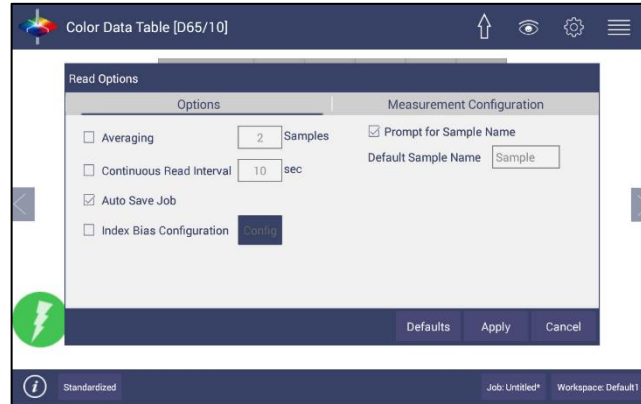 Color Data Table [D65/10]
Read Options
Options
Measurement Configuration
Averaging 2 Samples
Continuous Read Interval 10 sec
Auto Save Job
Index Bias Configuration Config
Prompt for Sample Name
Default Sample Name Sample
Defaults Apply Cancel
i Standardized Job: Untitled* Workspace: Default1